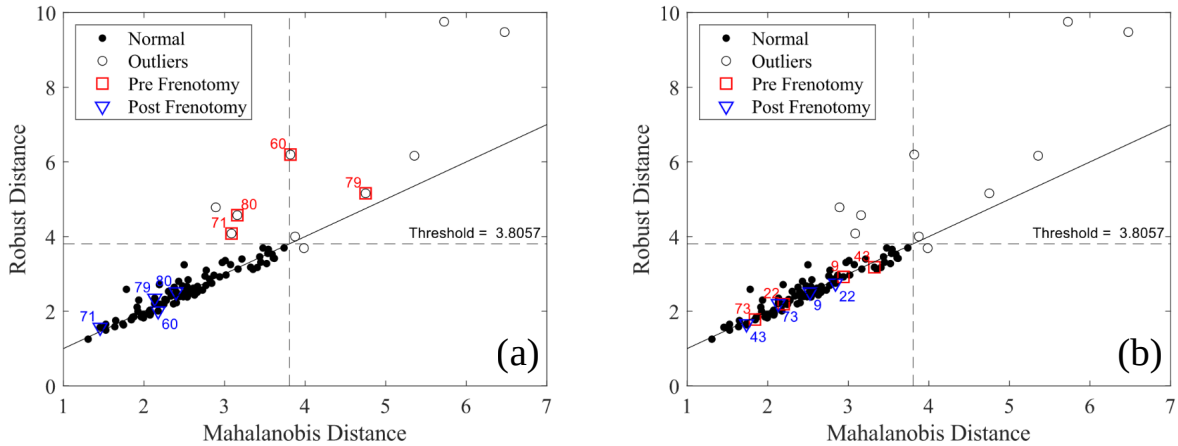 10
8
6
4
2
0
Robust Distance
Normal
Outliers
Pre Frenotomy
Post Frenotomy
60
79
80
71
Threshold = 3.8057
79
80
71
60
(a)
1 2 3 4 5 6 7
Mahalanobis Distance
10
8
6
4
2
0
Robust Distance
Normal
Outliers
Pre Frenotomy
Post Frenotomy
Threshold = 3.8057
43
9
22
73
22
9
73
43
(b)
1 2 3 4 5 6 7
Mahalanobis Distance